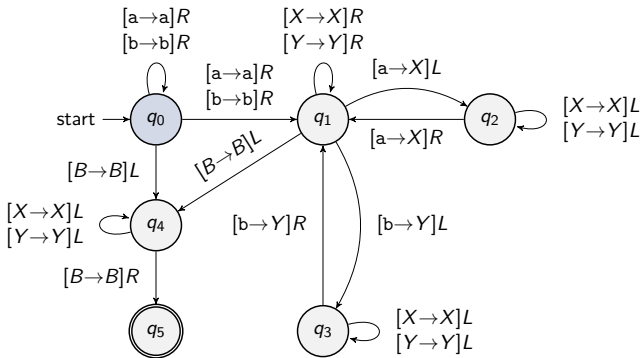 [a→a]R
[b→b]R
[X→X]R
[Y→Y]R
[a→a]R
[b→b]R
[a→X]L
start
q0
q1
q2
[X→X]L
[Y→Y]L
[a→X]R
[B→B]L
[B→B]L
[X→X]L
[Y→Y]L
q4
[b→Y]R
[b→Y]L
[B→B]R
q5
q3
[X→X]L
[Y→Y]L